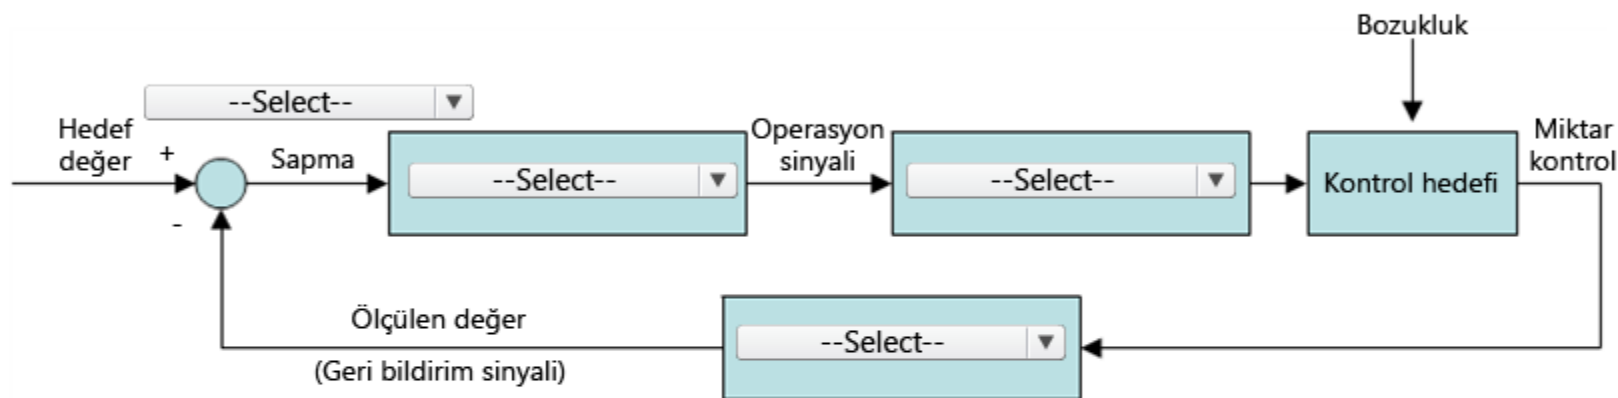 Bozukluk
--Select--
Hedef
değer
+
-
Sapma
--Select--
Operasyon
sinyali
--Select--
Kontrol hedefi
Miktar
kontrol
Ölçülen değer
(Geri bildirim sinyali)
--Select--